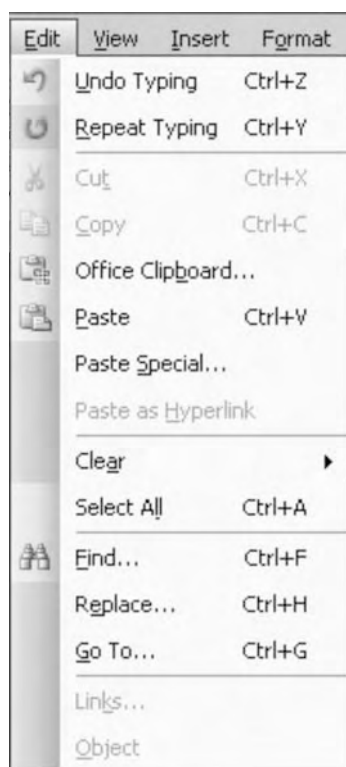 Edit View Insert Format
Undo Typing Ctrl+Z
Repeat Typing Ctrl+Y
Cut Ctrl+X
Copy Ctrl+C
Office Clipboard...
Paste Ctrl+V
Paste Special...
Paste as Hyperlink
Clear
Select All Ctrl+A
Find... Ctrl+F
Replace... Ctrl+H
Go To... Ctrl+G
Links...
Object